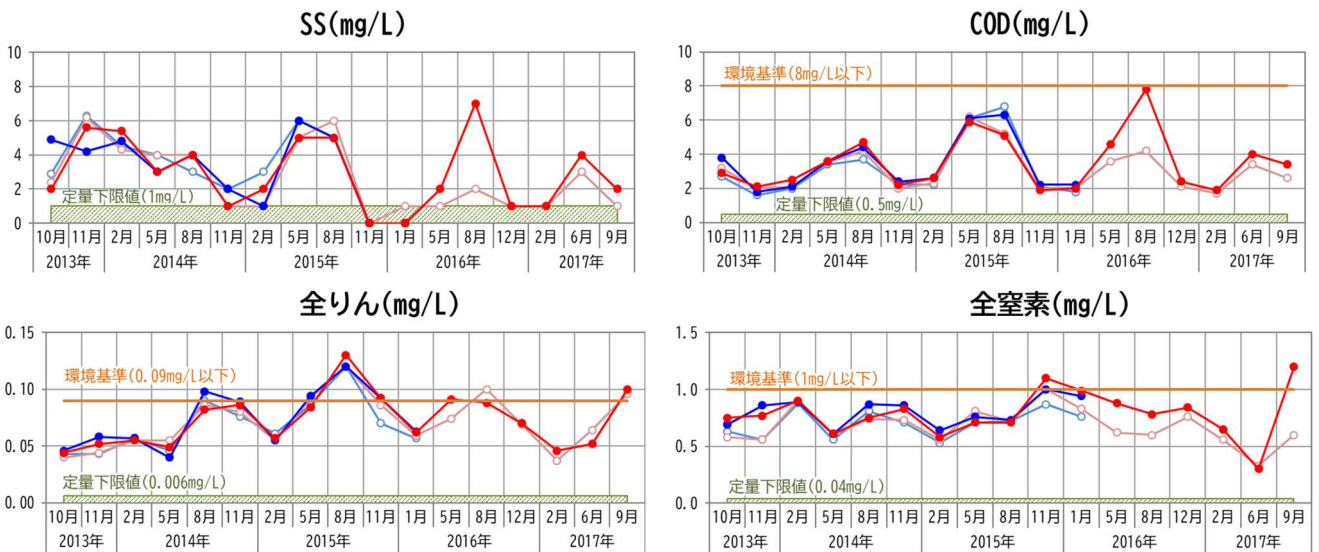 SS(mg/L)
10
8
6
4
2
0
定量下限値(1mg/L)
10月 11月 2月 5月 8月 11月 2月 5月 8月 11月 1月 5月 8月 12月 2月 6月 9月
2013年 2014年 2015年 2016年 2017年
COD(mg/L)
10
8
6
4
2
0
環境基準(8mg/L以下)
定量下限値(0.5mg/L)
10月 11月 2月 5月 8月 11月 2月 5月 8月 11月 1月 5月 8月 12月 2月 6月 9月
2013年 2014年 2015年 2016年 2017年
全りん(mg/L)
0.15
0.10
0.05
0.00
環境基準(0.09mg/L以下)
定量下限値(0.006mg/L)
10月 11月 2月 5月 8月 11月 2月 5月 8月 11月 1月 5月 8月 12月 2月 6月 9月
2013年 2014年 2015年 2016年 2017年
全窒素(mg/L)
1.5
1.0
0.5
0.0
環境基準(1mg/L以下)
定量下限値(0.04mg/L)
10月 11月 2月 5月 8月 11月 2月 5月 8月 11月 1月 5月 8月 12月 2月 6月 9月
2013年 2014年 2015年 2016年 2017年